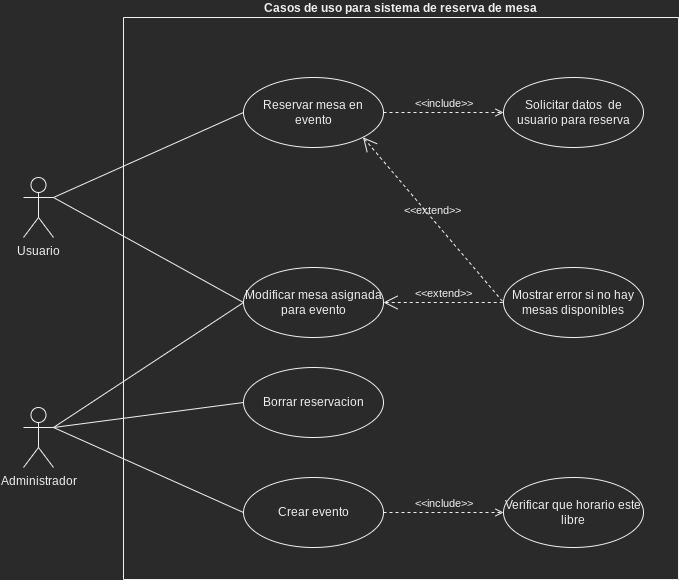 Casos de uso para sistema de reserva de mesa
Reservar mesa en
evento
<<include>>
Solicitar datos de
usuario para reserva
Usuario
<<extend>>
Modificar mesa asignada
para evento
<<extend>>
Mostrar error si no hay
mesas disponibles
Borrar reservacion
Administrador
Crear evento
<<include>>
Verificar que horario este
libre